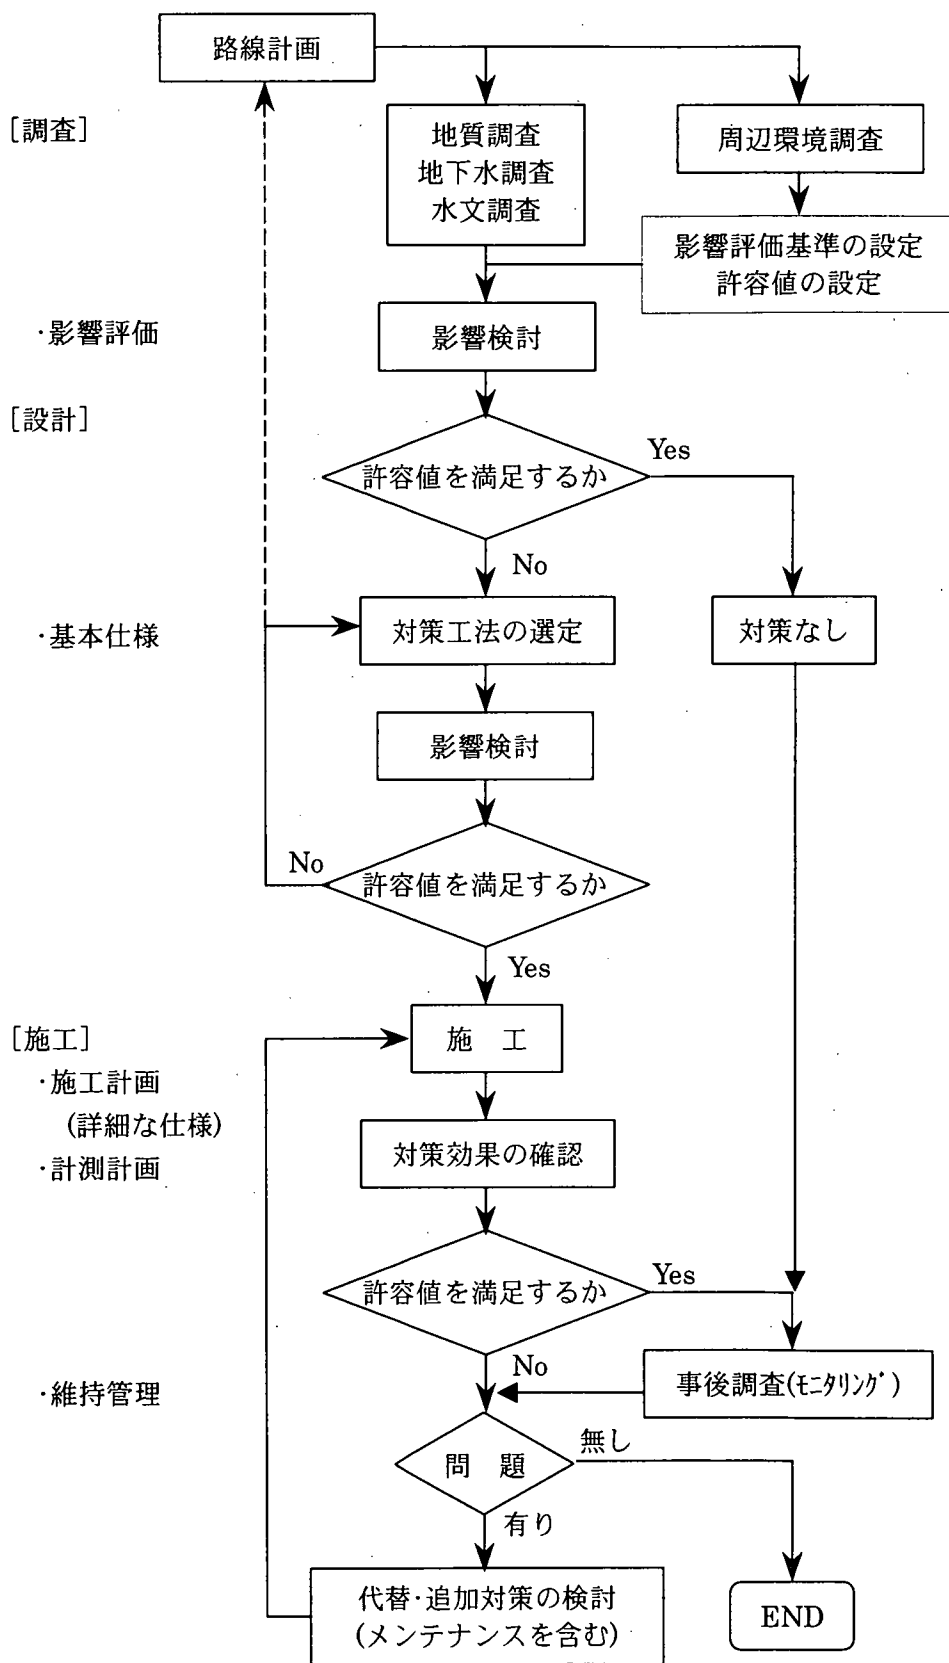 路線計画
[調査]
地質調査
地下水調査
水文調査
周辺環境調査
影響評価基準の設定
許容値の設定
・影響評価
影響検討
[設計]
許容値を満足するか
Yes
No
・基本仕様
対策工法の選定
対策なし
影響検討
No
許容値を満足するか
Yes
[施工]
施 工
・施工計画
(詳細な仕様)
・計測計画
対策効果の確認
許容値を満足するか
Yes
No
・維持管理
事後調査(ﾓﾆﾀﾘﾝｸﾞ)
問 題
無し
有り
代替・追加対策の検討
(メンテナンスを含む)
END